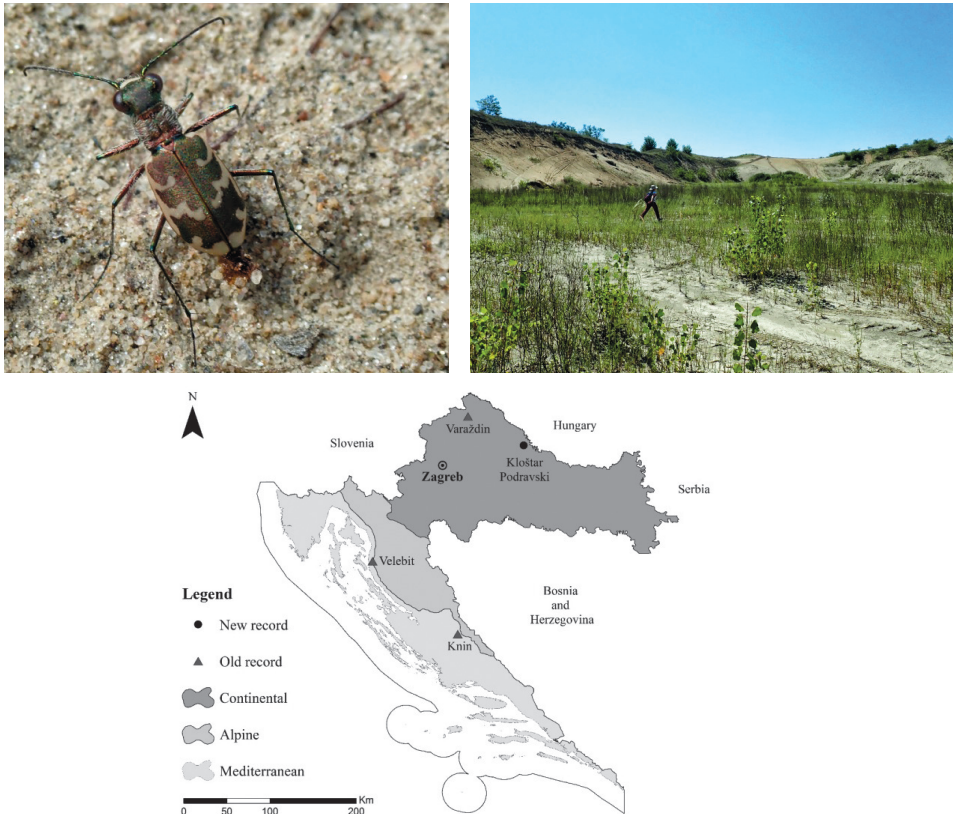 N
Slovenia
Varaždin
Hungary
Zagreb
Kloštar
Podravski
Serbia
Velebit
Bosnia
and
Herzegovina
Knin
Legend
New record
Old record
Continental
Alpine
Mediterranean
Km
0 50 100 200